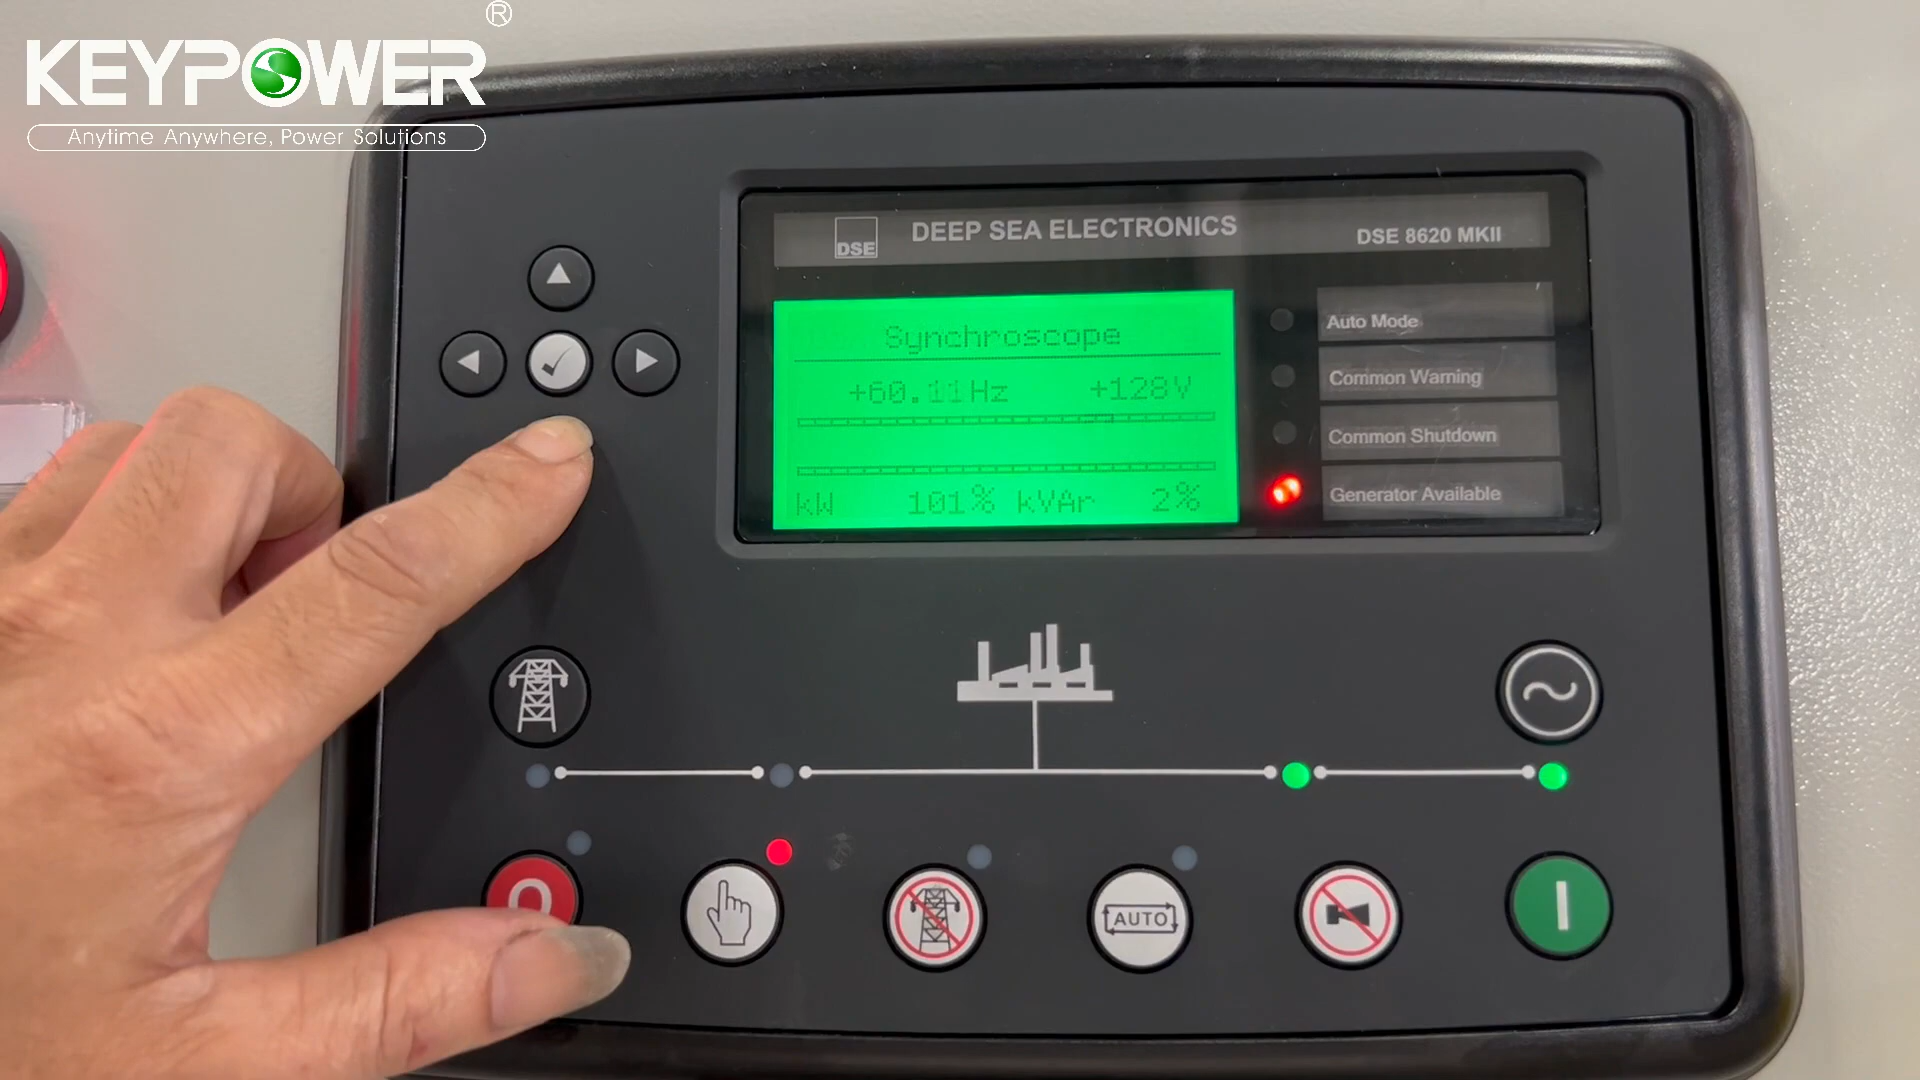 KEYPOWER®
Anytime Anywhere, Power Solutions
DSE
DEEP SEA ELECTRONICS
DSE 8620 MKII
Synchroscope
+60.11Hz +128V
kW 101% kVAr 2%
Auto Mode
Common Warning
Common Shutdown
Generator Available
AUTO